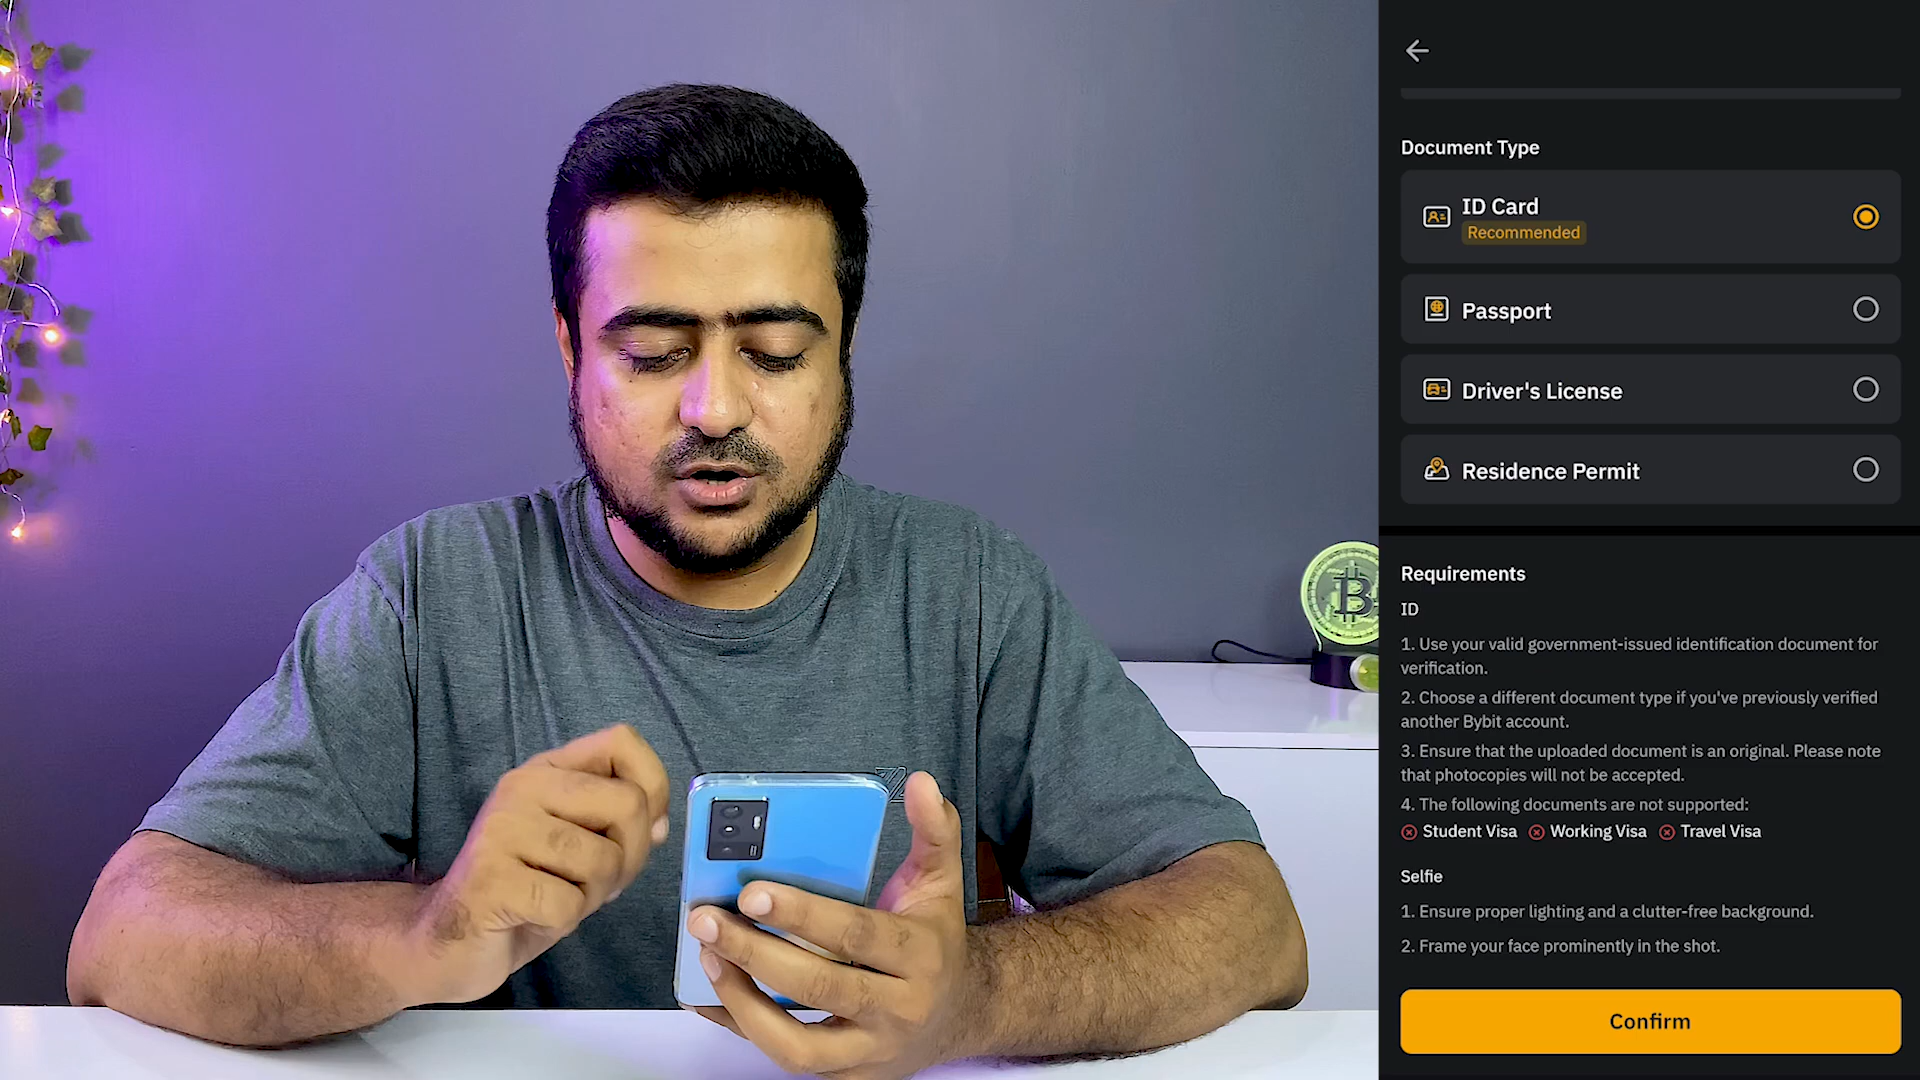 Document Type
ID Card
Recommended
Passport
Driver's License
Residence Permit
Requirements
ID
1. Use your valid government-issued identification document for
verification.
2. Choose a different document type if you've previously verified
another Bybit account.
3. Ensure that the uploaded document is an original. Please note
that photocopies will not be accepted.
4. The following documents are not supported:
Student Visa Working Visa Travel Visa
Selfie
1. Ensure proper lighting and a clutter-free background.
2. Frame your face prominently in the shot.
Confirm